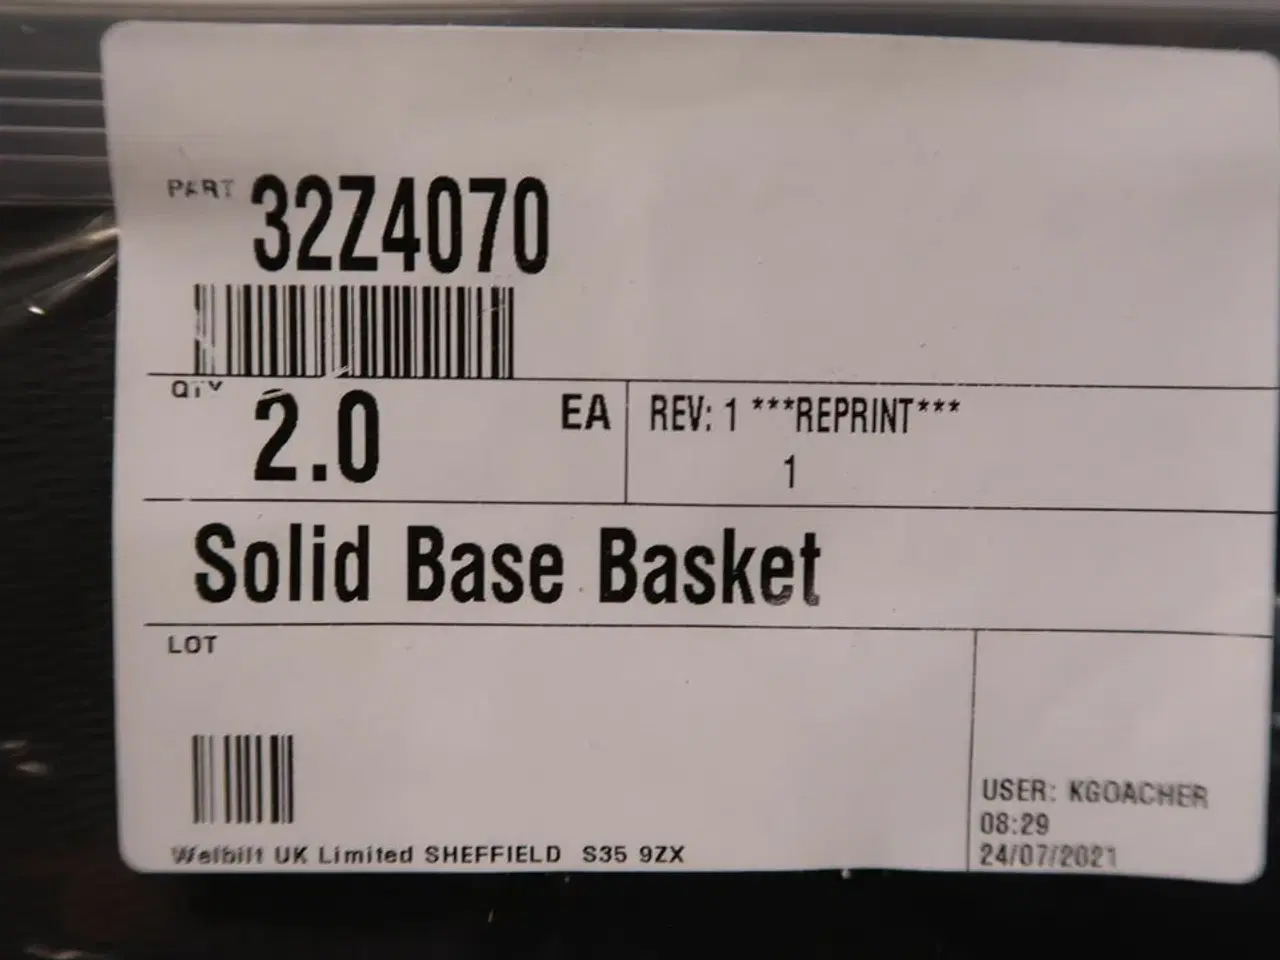 PART 32Z4070
QTY 2.0 EA
REV: 1 ***REPRINT***
1
Solid Base Basket
LOT
USER: KGOACHER
08:29
24/07/2021
Welbilt UK Limited SHEFFIELD S35 9ZX